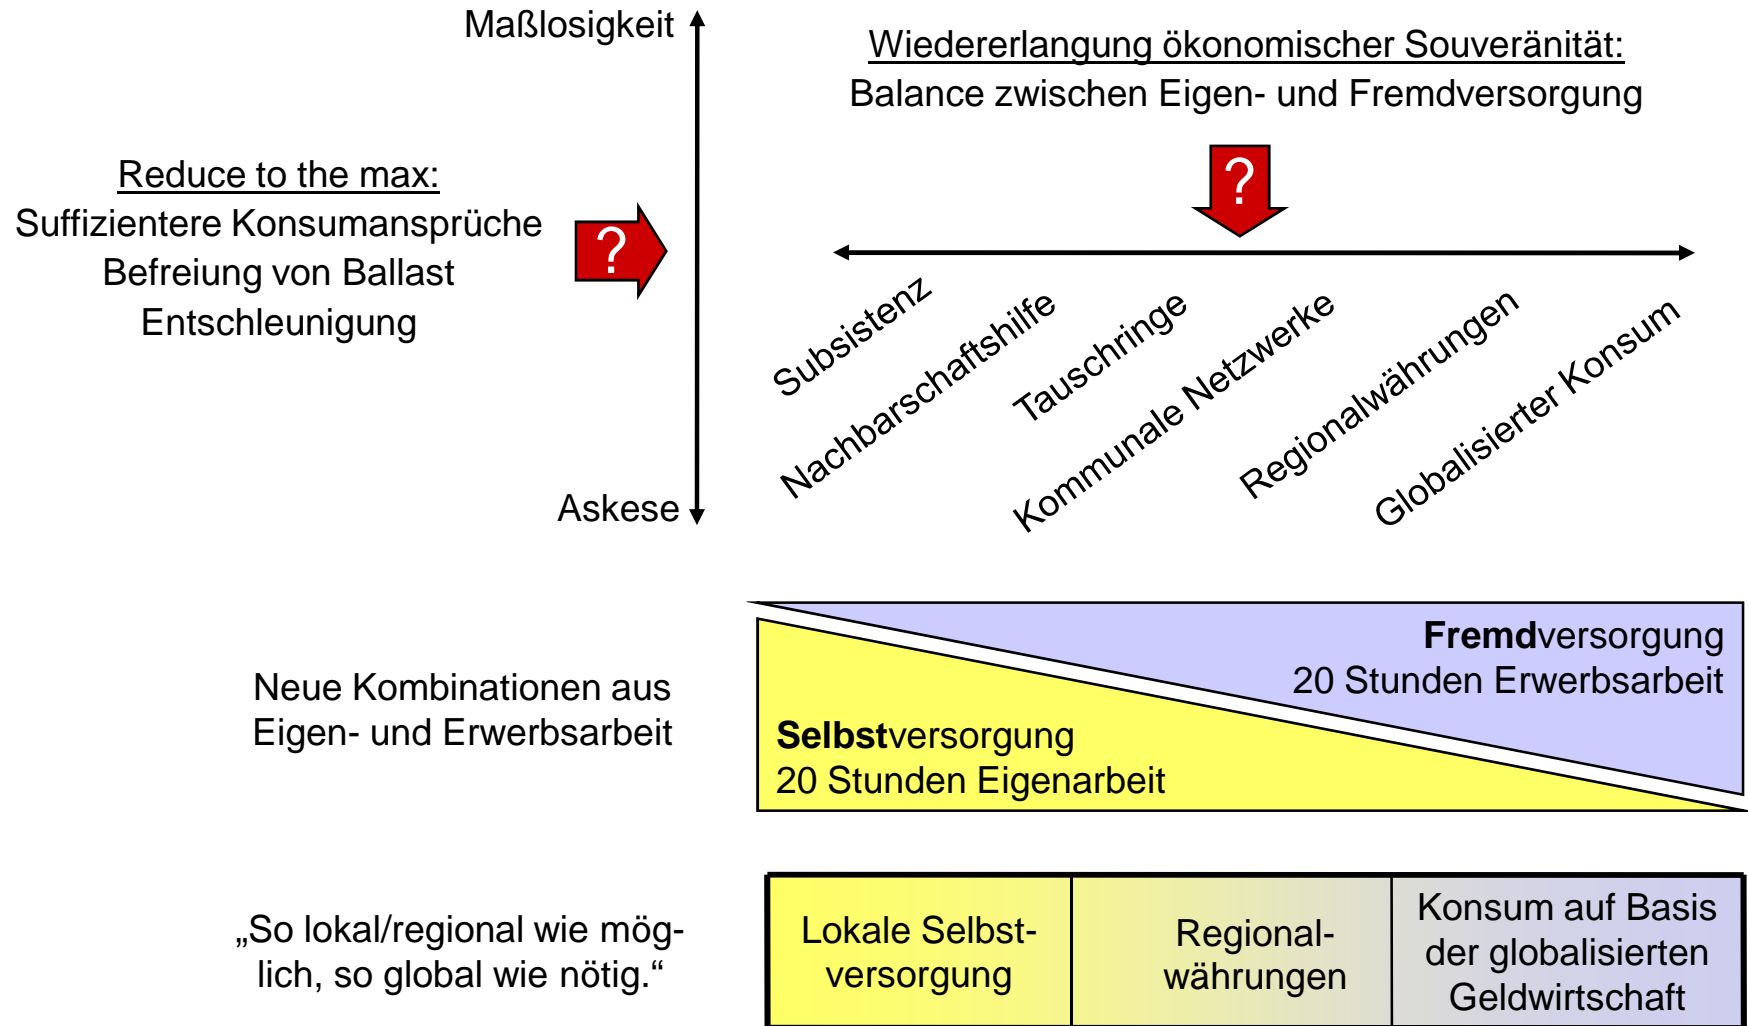 Maßlosigkeit
Wiedererlangung ökonomischer Souveränität:
Balance zwischen Eigen- und Fremdversorgung
?
Reduce to the max:
Suffizientere Konsumansprüche
Befreiung von Ballast
Entschleunigung
?
Subsistenz
Nachbarschaftshilfe
Tauschringe
Kommunale Netzwerke
Regionalwährungen
Globalisierter Konsum
Askese
Neue Kombinationen aus
Eigen- und Erwerbsarbeit
Fremdversorgung
20 Stunden Erwerbsarbeit
Selbstversorgung
20 Stunden Eigenarbeit
„So lokal/regional wie mög-
lich, so global wie nötig.“
Lokale Selbst-
versorgung
Regional-
währungen
Konsum auf Basis
der globalisierten
Geldwirtschaft